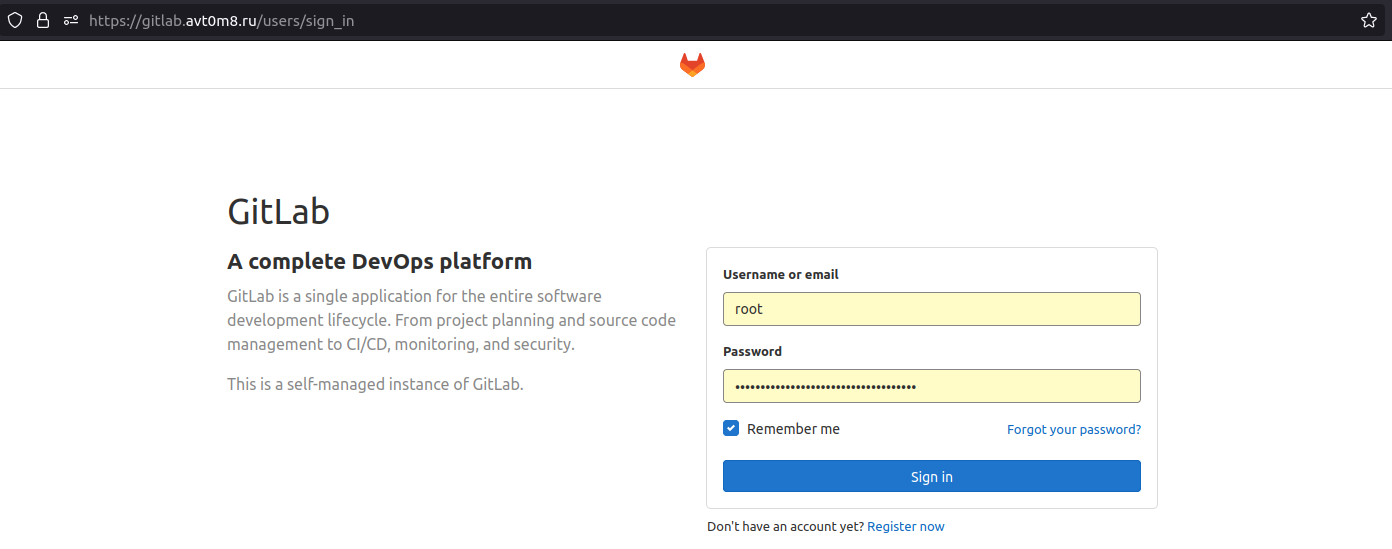 https://gitlab.avt0m8.ru/users/sign_in
GitLab
A complete DevOps platform
GitLab is a single application for the entire software
development lifecycle. From project planning and source code
management to CI/CD, monitoring, and security.
This is a self-managed instance of GitLab.
Username or email
root
Password
••••••••••••••••••••••••••••••••••••
Remember me
Forgot your password?
Sign in
Don't have an account yet? Register now